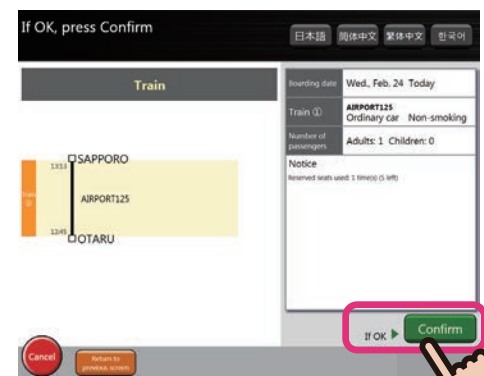 If OK, press Confirm
日本語
简体中文
繁体中文
한국어
Train
Boarding date
Wed., Feb. 24 Today
Train ①
AIRPORT125
Ordinary car Non-smoking
Number of passengers
Adults: 1 Children: 0
Notice
Reserved seats used: 1 time(s) (5 left)
SAPPORO
AIRPORT125
12:45
OTARU
If OK ▶
Confirm
Cancel
Return to
previous screen